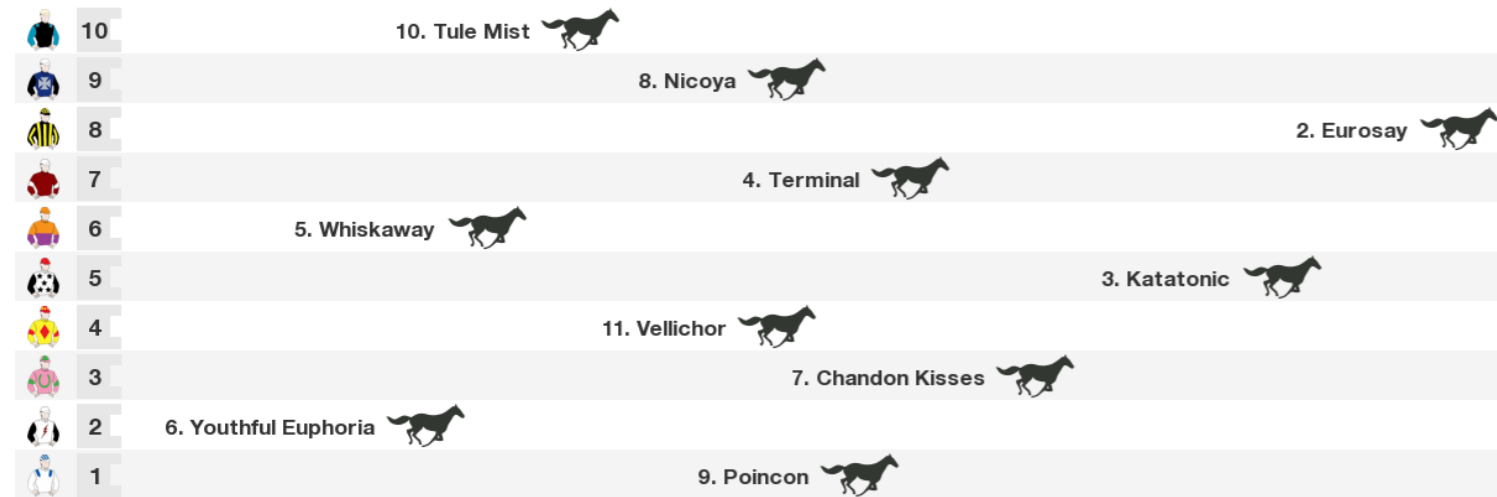 10 10. Tule Mist
9 8. Nicoya
8 2. Eurosay
7 4. Terminal
6 5. Whiskaway
5 3. Katatonic
4 11. Vellichor
3 7. Chandon Kisses
2 6. Youthful Euphoria
1 9. Poincon